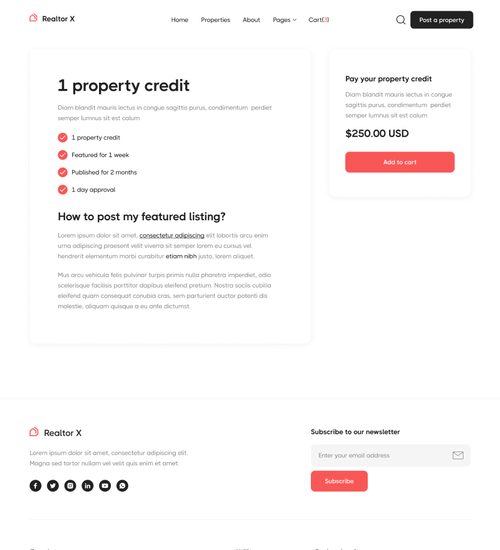 Realtor X
Home
Properties
About
Pages
Cart(3)
Post a property
1 property credit
Diam blandit mauris lectus in congue sagittis purus, condimentum perdiet
semper lumnus sit est calum
1 property credit
Featured for 1 week
Published for 2 months
1 day approval
How to post my featured listing?
Lorem ipsum dolor sit amet, consectetur adipiscing elit lobortis arcu enim
urna adipiscing praesent velit viverra sit semper lorem eu cursus vel
hendrerit elementum morbi curabitur etiam nibh justo, lorem aliquet.
Mus arcu vehicula felis pulvinar turpis primis nulla pharetra imperdiet, odio
scelerisque facilisis porttitor dapibus eleifend pretium. Nostra sociis cubilia
eleifend quam consequat conubia cras, sem parturient auctor potenti dis
molestie, aliquam quisque a eu ante dictumst.
Pay your property credit
Diam blandit mauris lectus in congue
sagittis purus, condimentum perdiet
semper lumnus sit est calum
$250.00 USD
Add to cart
Realtor X
Lorem ipsum dolor sit amet, consectetur adipiscing elit.
Magna sed tortor nullam vel velit quis enim et amet.
Subscribe to our newsletter
Enter your email address
Subscribe